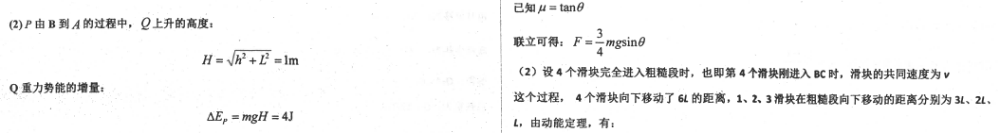 (2) P 由 B 到 A 的过程中，Q 上升的高度：
H = √(h² + L²) = 1m
Q 重力势能的增量：
ΔE_P = mgH = 4J
已知 μ = tanθ
联立可得：F = 3/4 mgsinθ
（2）设 4 个滑块完全进入粗糙段时，也即第 4 个滑块刚进入 BC 时，滑块的共同速度为 v
这个过程， 4 个滑块向下移动了 6L 的距离，1、2、3 滑块在粗糙段向下移动的距离分别为 3L、2L、
L，由动能定理，有：